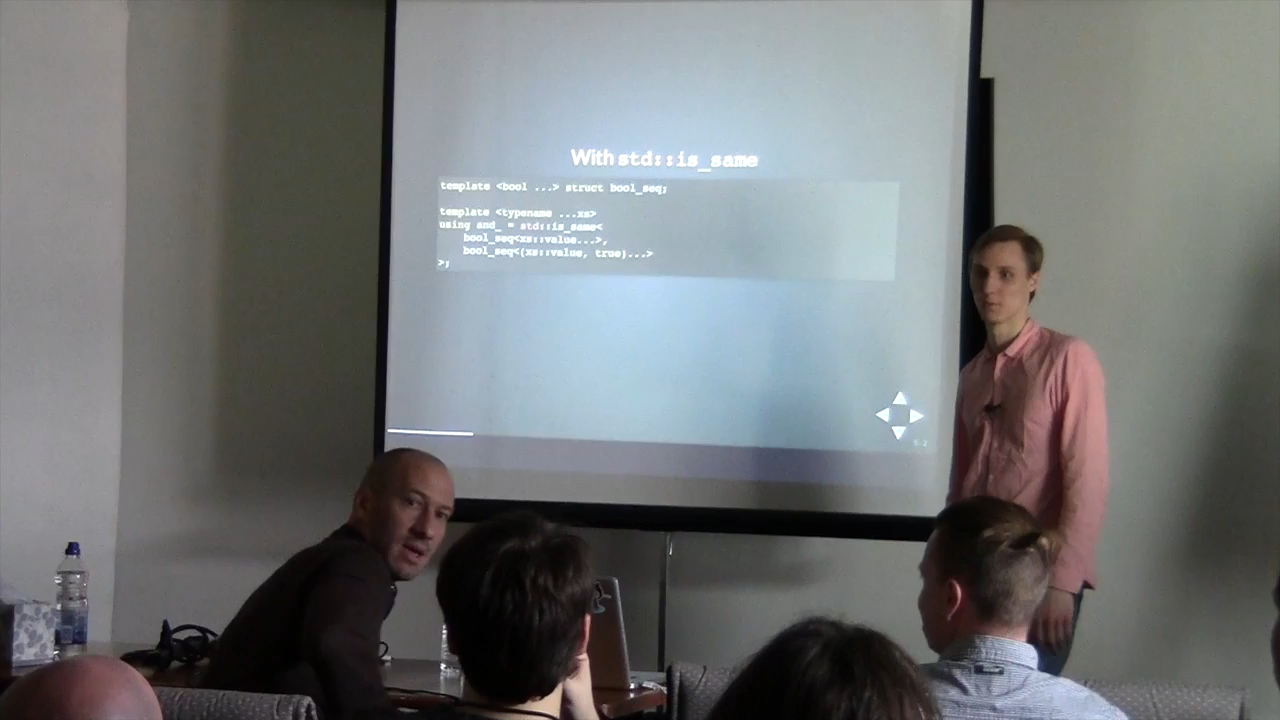 With std::is_same
template <bool ...> struct bool_seq;
template <typename ...xs>
using and_ = std::is_same<
bool_seq<xs::value...>,
bool_seq<(xs::value, true)...>
>;